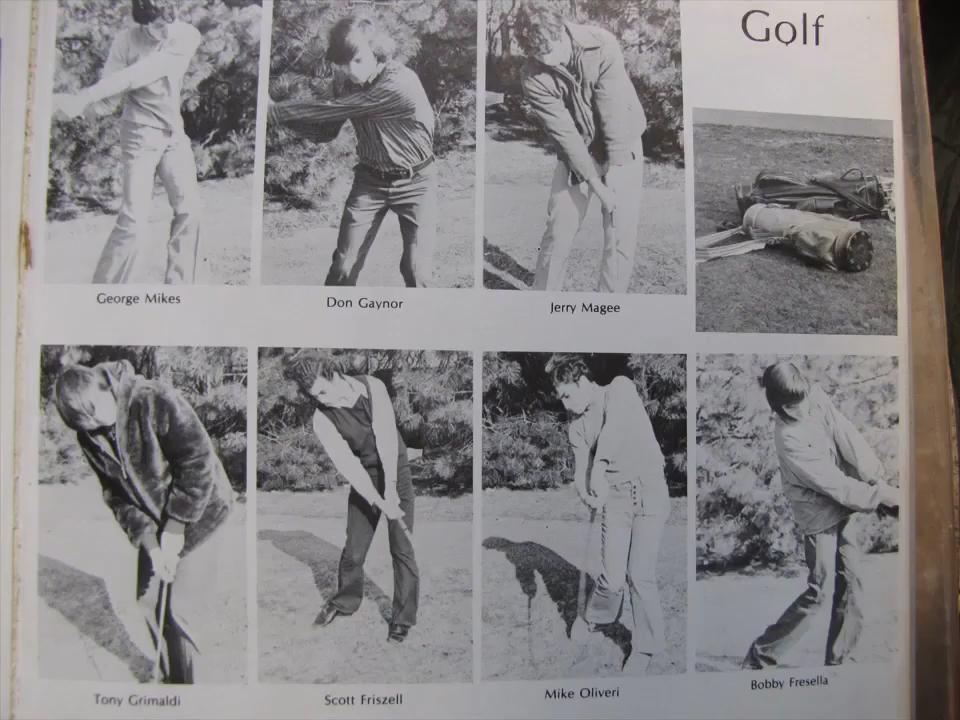 Golf
George Mikes
Don Gaynor
Jerry Magee
Tony Grimaldi
Scott Friszell
Mike Oliveri
Bobby Fresella